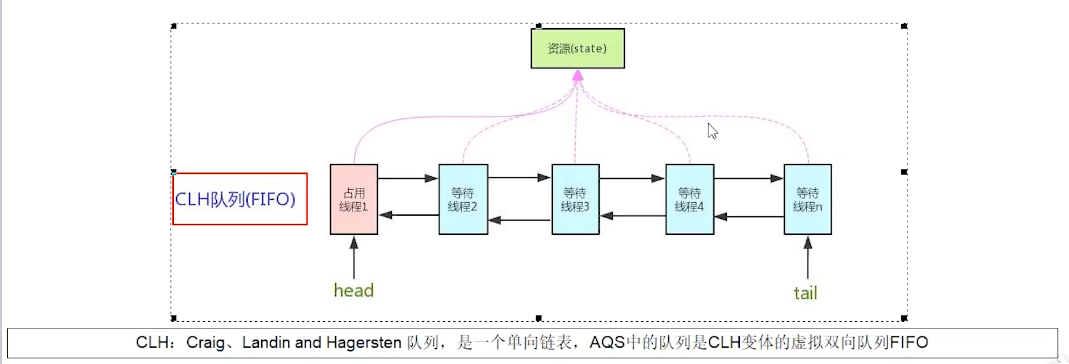 资源(state)
CLH队列(FIFO)
占用
线程1
等待
线程2
等待
线程3
等待
线程4
等待
线程n
head
tail
CLH：Craig、Landin and Hagersten 队列，是一个单向链表，AQS中的队列是CLH变体的虚拟双向队列FIFO